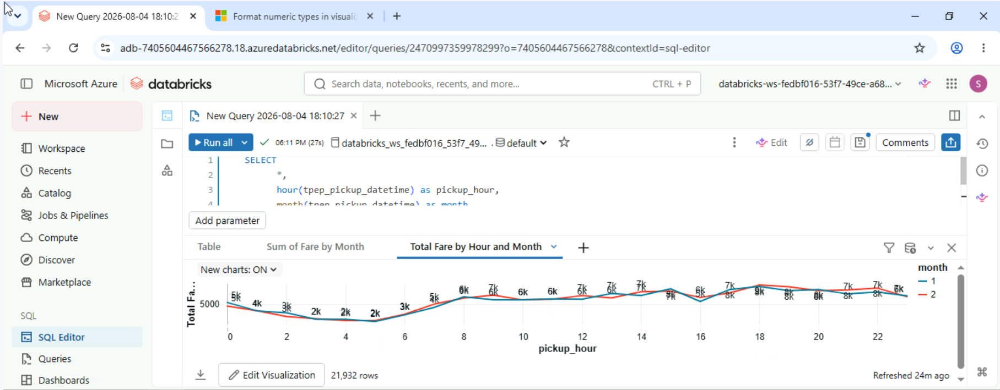 New Query 2026-08-04 18:10:2
Format numeric types in visuali
adb-7405604467566278.18.azuredatabricks.net/editor/queries/2470997359978299?o=7405604467566278&contextId=sql-editor
Microsoft Azure
databricks
Search data, notebooks, recents, and more...
CTRL + P
databricks-ws-fedbf016-53f7-49ce-a68...
S
New
Workspace
Recents
Catalog
Jobs & Pipelines
Compute
Discover
Marketplace
SQL
SQL Editor
Queries
Dashboards
New Query 2026-08-04 18:10:27
Run all
06:11 PM (27s)
databricks_ws_fedbf016_53f7_49... .
default
Edit
Comments
1 SELECT
2 *,
3 hour(tpep_pickup_datetime) as pickup_hour,
4 month(tpep_pickup_datetime) as month
Add parameter
Table
Sum of Fare by Month
Total Fare by Hour and Month
New charts: ON
month
1
2
Total Fa...
5000
5k 5k 4k 3k 3k 2k 2k 2k 2k 3k 5k 4k 6k 6k 7k 6k 6k 6k 7k 6k 7k 6k 7k 7k 8k 7k 6k 5k 7k 8k 8k 8k 7k 8k 7k 8k 7k
0 2 4 6 8 10 12 14 16 18 20 22
pickup_hour
Edit Visualization
21,932 rows
Refreshed 24m ago